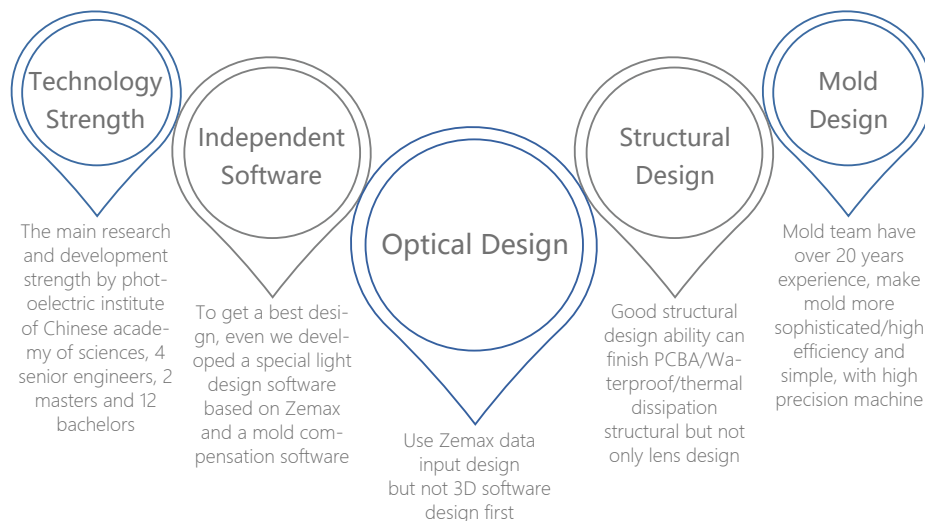 Technology
Strength
The main research
and development
strength by phot-
oelectric institute
of Chinese acade-
my of sciences, 4
senior engineers, 2
masters and 12
bachelors
Independent
Software
To get a best desi-
gn, even we devel-
oped a special light
design software
based on Zemax
and a mold com-
pensation software
Optical Design
Use Zemax data
input design
but not 3D software
design first
Structural
Design
Good structural
design ability can
finish PCBA/Wa-
terproof/thermal
dissipation
structural but not
only lens design
Mold
Design
Mold team have
over 20 years
experience, make
mold more
sophisticated/high
efficiency and
simple, with high
precision machine